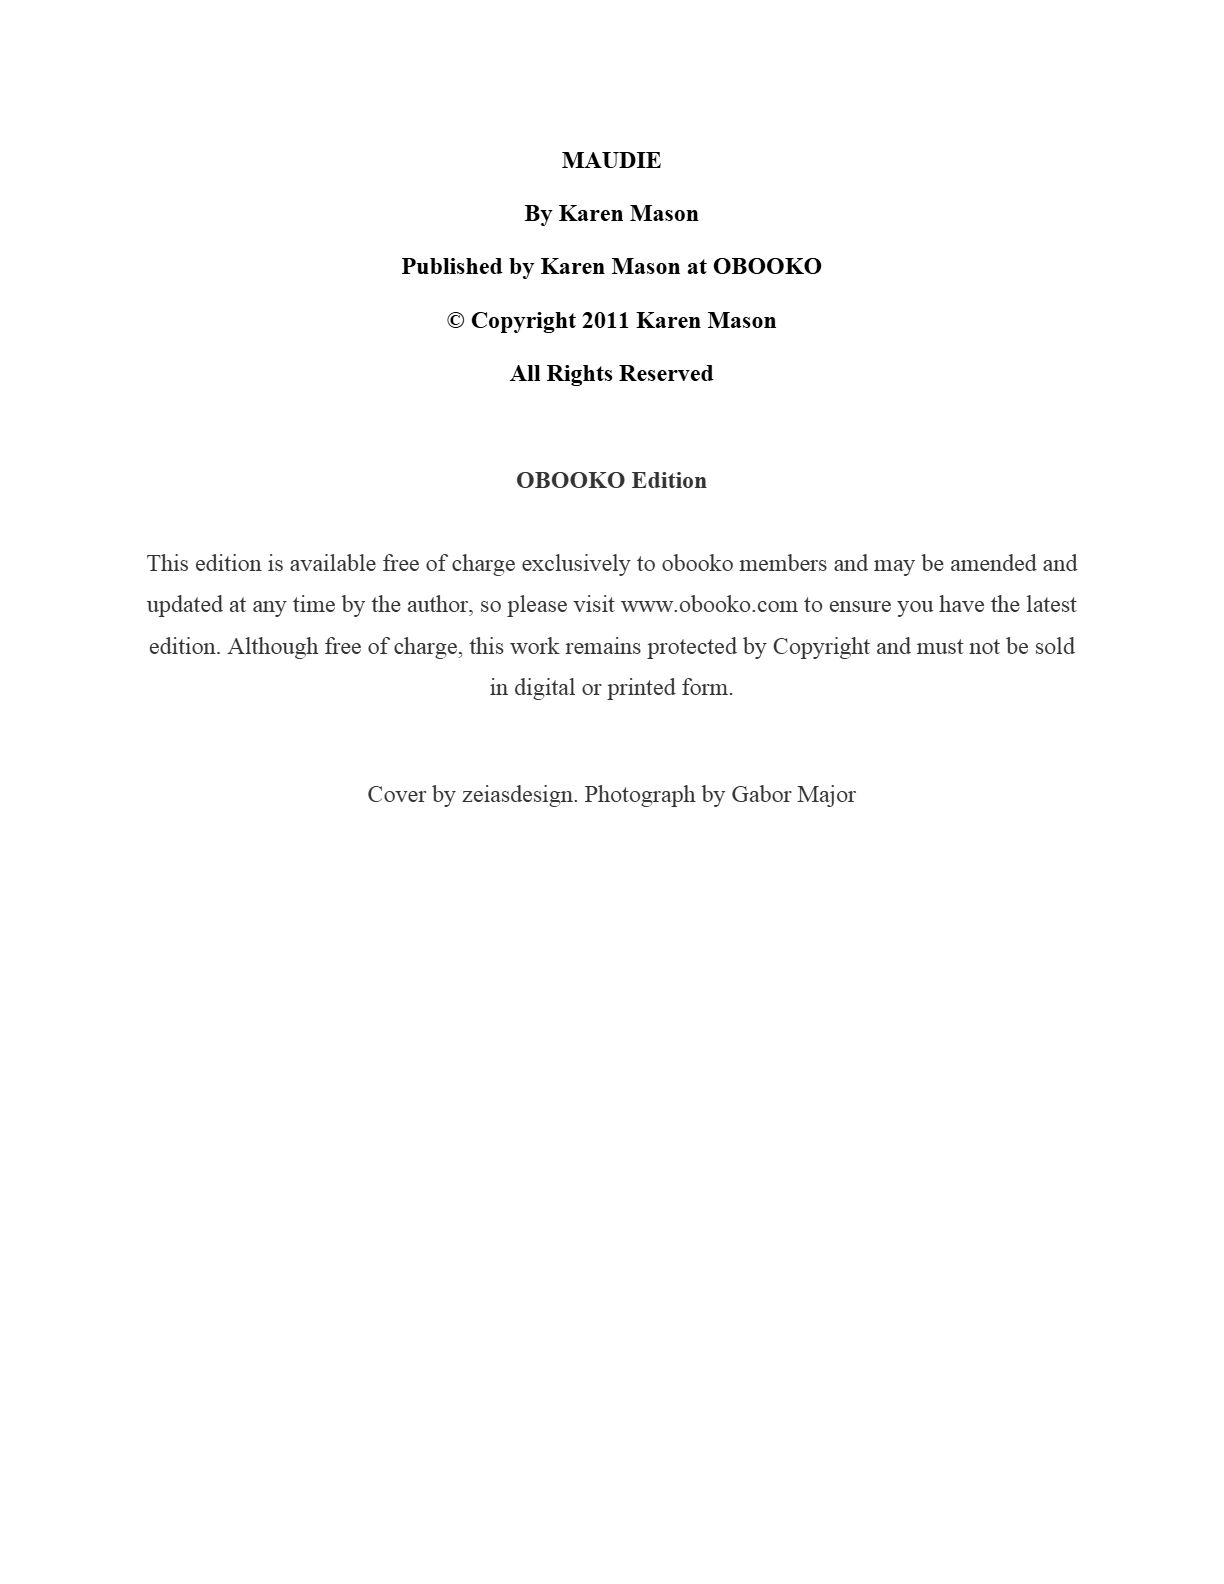 MAUDIE
By Karen Mason
Published by Karen Mason at OBOOKO
© Copyright 2011 Karen Mason
All Rights Reserved
OBOOKO Edition
This edition is available free of charge exclusively to obooko members and may be amended and
updated at any time by the author, so please visit www.obooko.com to ensure you have the latest
edition. Although free of charge, this work remains protected by Copyright and must not be sold
in digital or printed form.
Cover by zeiasdesign. Photograph by Gabor Major